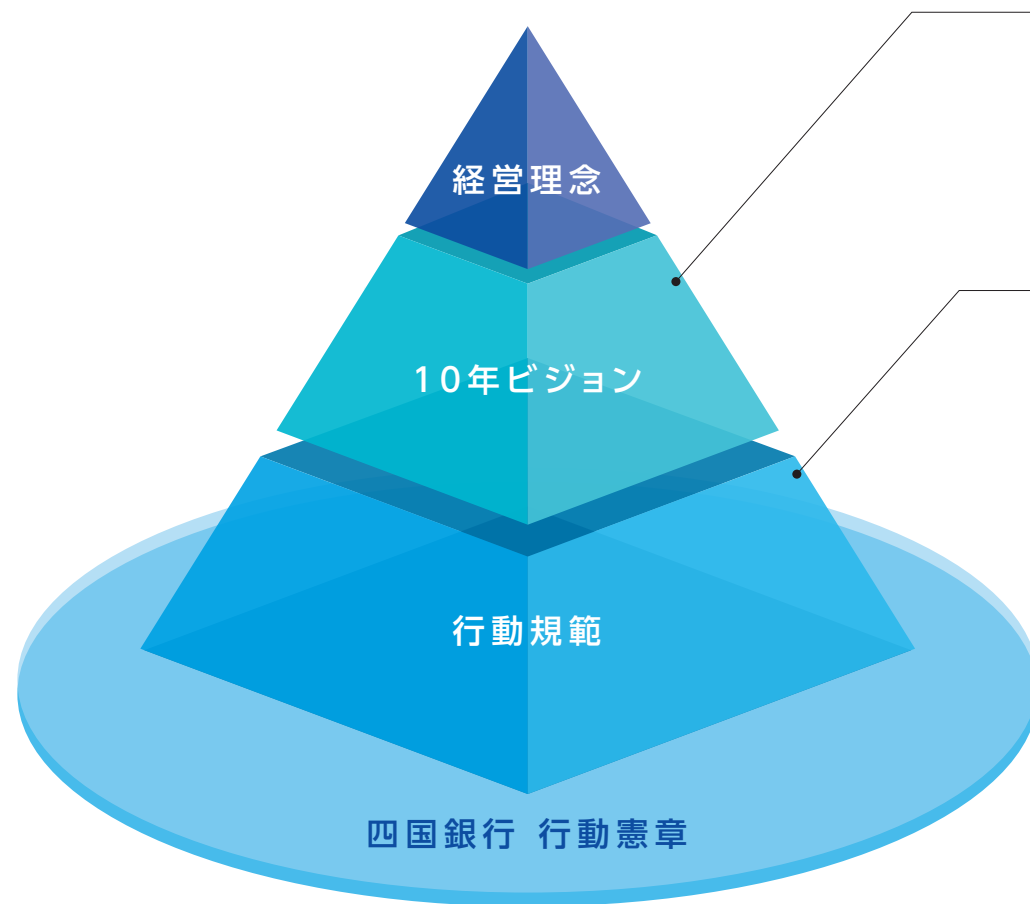 経営理念
10年ビジョン
行動規範
四国銀行 行動憲章